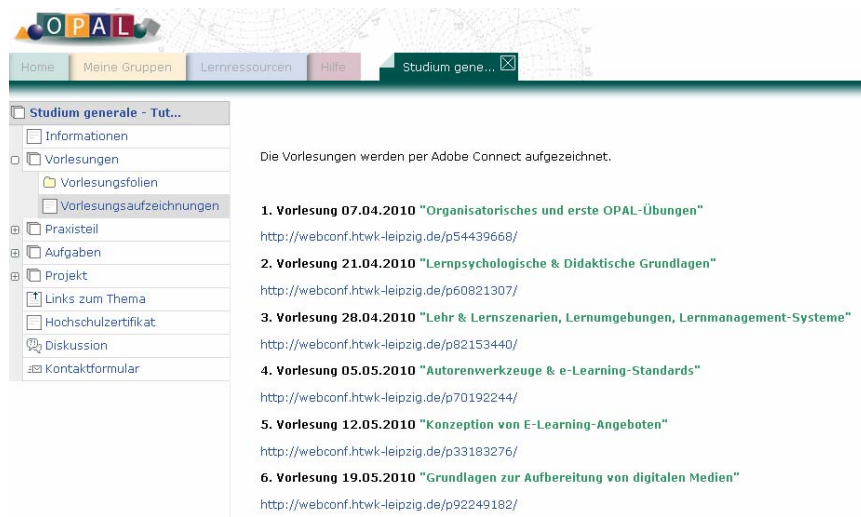 OPAL
Home Meine Gruppen Lernressourcen Hilfe Studium gene...
Studium generale - Tut...
Informationen
Vorlesungen
Vorlesungsfolien
Vorlesungsaufzeichnungen
Praxisteil
Aufgaben
Projekt
Links zum Thema
Hochschulzertifikat
Diskussion
Kontaktformular
Die Vorlesungen werden per Adobe Connect aufgezeichnet.
1. Vorlesung 07.04.2010 "Organisatorisches und erste OPAL-Übungen"
http://webconf.htwk-leipzig.de/p54439668/
2. Vorlesung 21.04.2010 "Lernpsychologische & Didaktische Grundlagen"
http://webconf.htwk-leipzig.de/p60821307/
3. Vorlesung 28.04.2010 "Lehr & Lernszenarien, Lernumgebungen, Lernmanagement-Systeme"
http://webconf.htwk-leipzig.de/p82153440/
4. Vorlesung 05.05.2010 "Autorenwerkzeuge & e-Learning-Standards"
http://webconf.htwk-leipzig.de/p70192244/
5. Vorlesung 12.05.2010 "Konzeption von E-Learning-Angeboten"
http://webconf.htwk-leipzig.de/p33183276/
6. Vorlesung 19.05.2010 "Grundlagen zur Aufbereitung von digitalen Medien"
http://webconf.htwk-leipzig.de/p92249182/